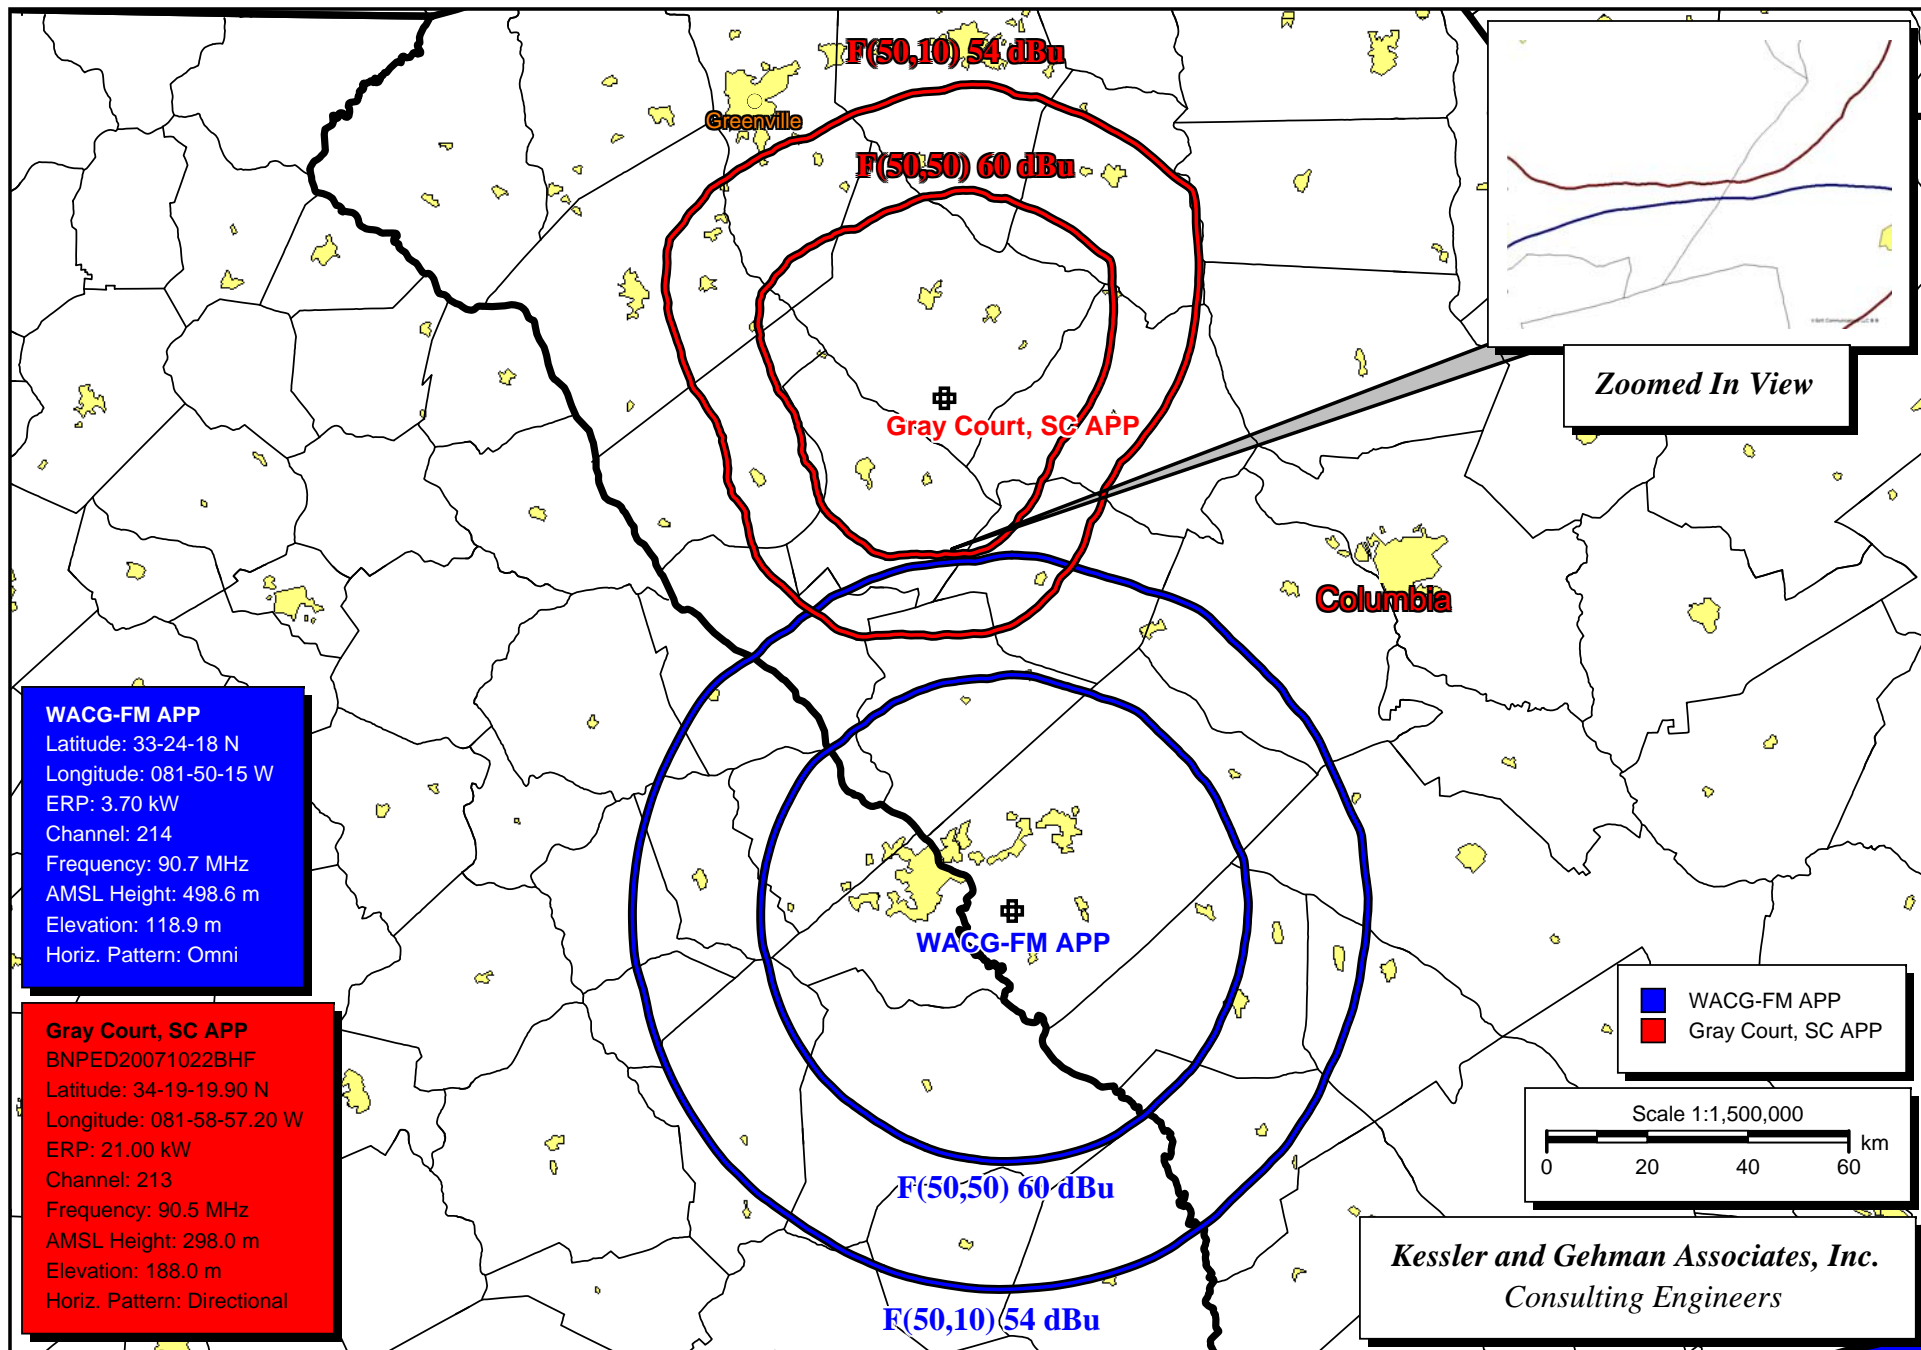 F(50,10) 54 dBu
Greenville
F(50,50) 60 dBu
Zoomed In View
Gray Court, SC APP
Columbia
WACG-FM APP
Latitude: 33-24-18 N
Longitude: 081-50-15 W
ERP: 3.70 kW
Channel: 214
Frequency: 90.7 MHz
AMSL Height: 498.6 m
Elevation: 118.9 m
Horiz. Pattern: Omni
WACG-FM APP
Gray Court, SC APP
BNPED20071022BHF
Latitude: 34-19-19.90 N
Longitude: 081-58-57.20 W
ERP: 21.00 kW
Channel: 213
Frequency: 90.5 MHz
AMSL Height: 298.0 m
Elevation: 188.0 m
Horiz. Pattern: Directional
WACG-FM APP
Gray Court, SC APP
Scale 1:1,500,000
km
0 20 40 60
F(50,50) 60 dBu
F(50,10) 54 dBu
Kessler and Gehman Associates, Inc.
Consulting Engineers